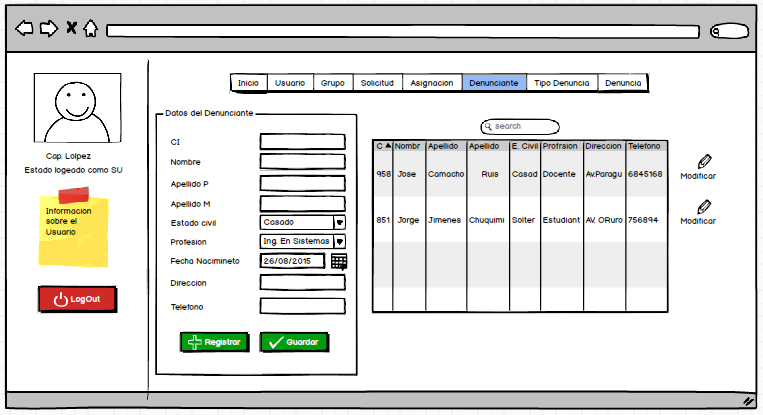 Inicio Usuario Grupo Solicitud Asignacion Denunciante Tipo Denuncia Denuncia
Cap. Lolpez
Estado logeado como SU
Informacion
sobre el
Usuario
LogOut
Datos del Denunciante
CI
Nombre
Apellido P
Apellido M
Estado civil Casado
Profesion Ing. En Sistemas
Fecha Nacimineto 26/08/2015
Direccion
Telefono
Registrar Guardar
search
C Nombr Apellido Apellido E. Civil Profrsion Direccion Telefono
958 Jose Camacho Ruis Casad Docente Av.Paragu 6845168
Modificar
851 Jorge Jimenes Chuquimi Solter Estudiant AV. ORuro 756894
Modificar